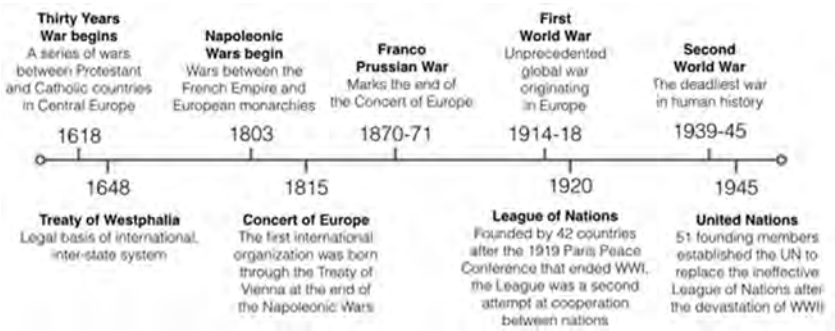 Thirty Years
War begins
A series of wars
between Protestant
and Catholic countries
in Central Europe
1618
Napoleonic
Wars begin
Wars between the
French Empire and
European monarchies
1803
Franco
Prussian War
Marks the end of
the Concert of Europe
1870-71
First
World War
Unprecedented
global war
originating
in Europe
1914-18
Second
World War
The deadliest war
in human history
1939-45
1648
Treaty of Westphalia
Legal basis of international,
inter-state system
1815
Concert of Europe
The first international
organization was born
through the Treaty of
Vienna at the end of
the Napoleonic Wars
1920
League of Nations
Founded by 42 countries
after the 1919 Paris Peace
Conference that ended WWI,
the League was a second
attempt at cooperation
between nations
1945
United Nations
51 founding members
established the UN to
replace the ineffective
League of Nations after
the devastation of WWII